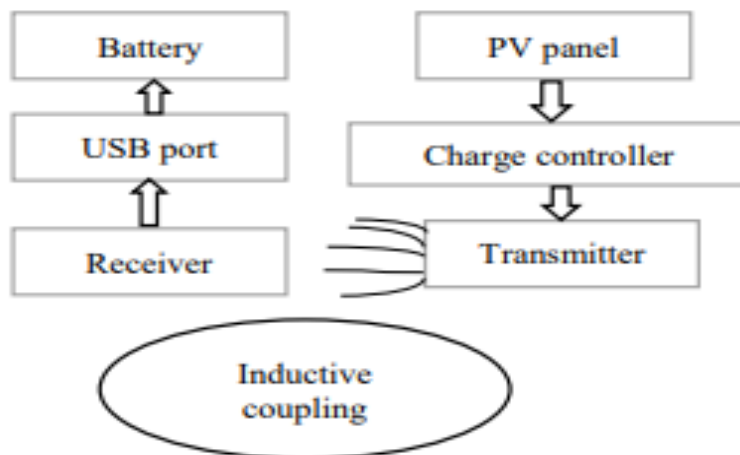 Battery
PV panel
USB port
Charge controller
Receiver
Transmitter
Inductive
coupling